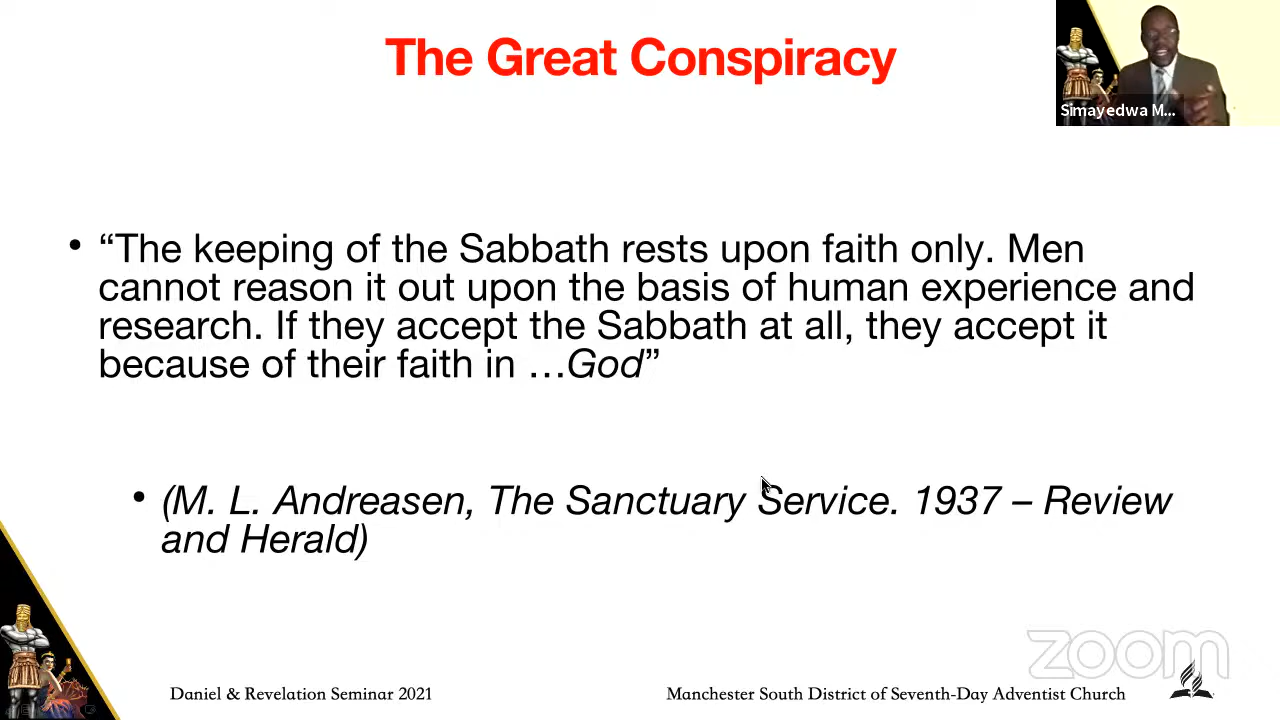 The Great Conspiracy
Simayedwa M...
• “The keeping of the Sabbath rests upon faith only. Men
cannot reason it out upon the basis of human experience and
research. If they accept the Sabbath at all, they accept it
because of their faith in …God”
• (M. L. Andreasen, The Sanctuary Service. 1937 – Review
and Herald)
zoom
Daniel & Revelation Seminar 2021
Manchester South District of Seventh-Day Adventist Church